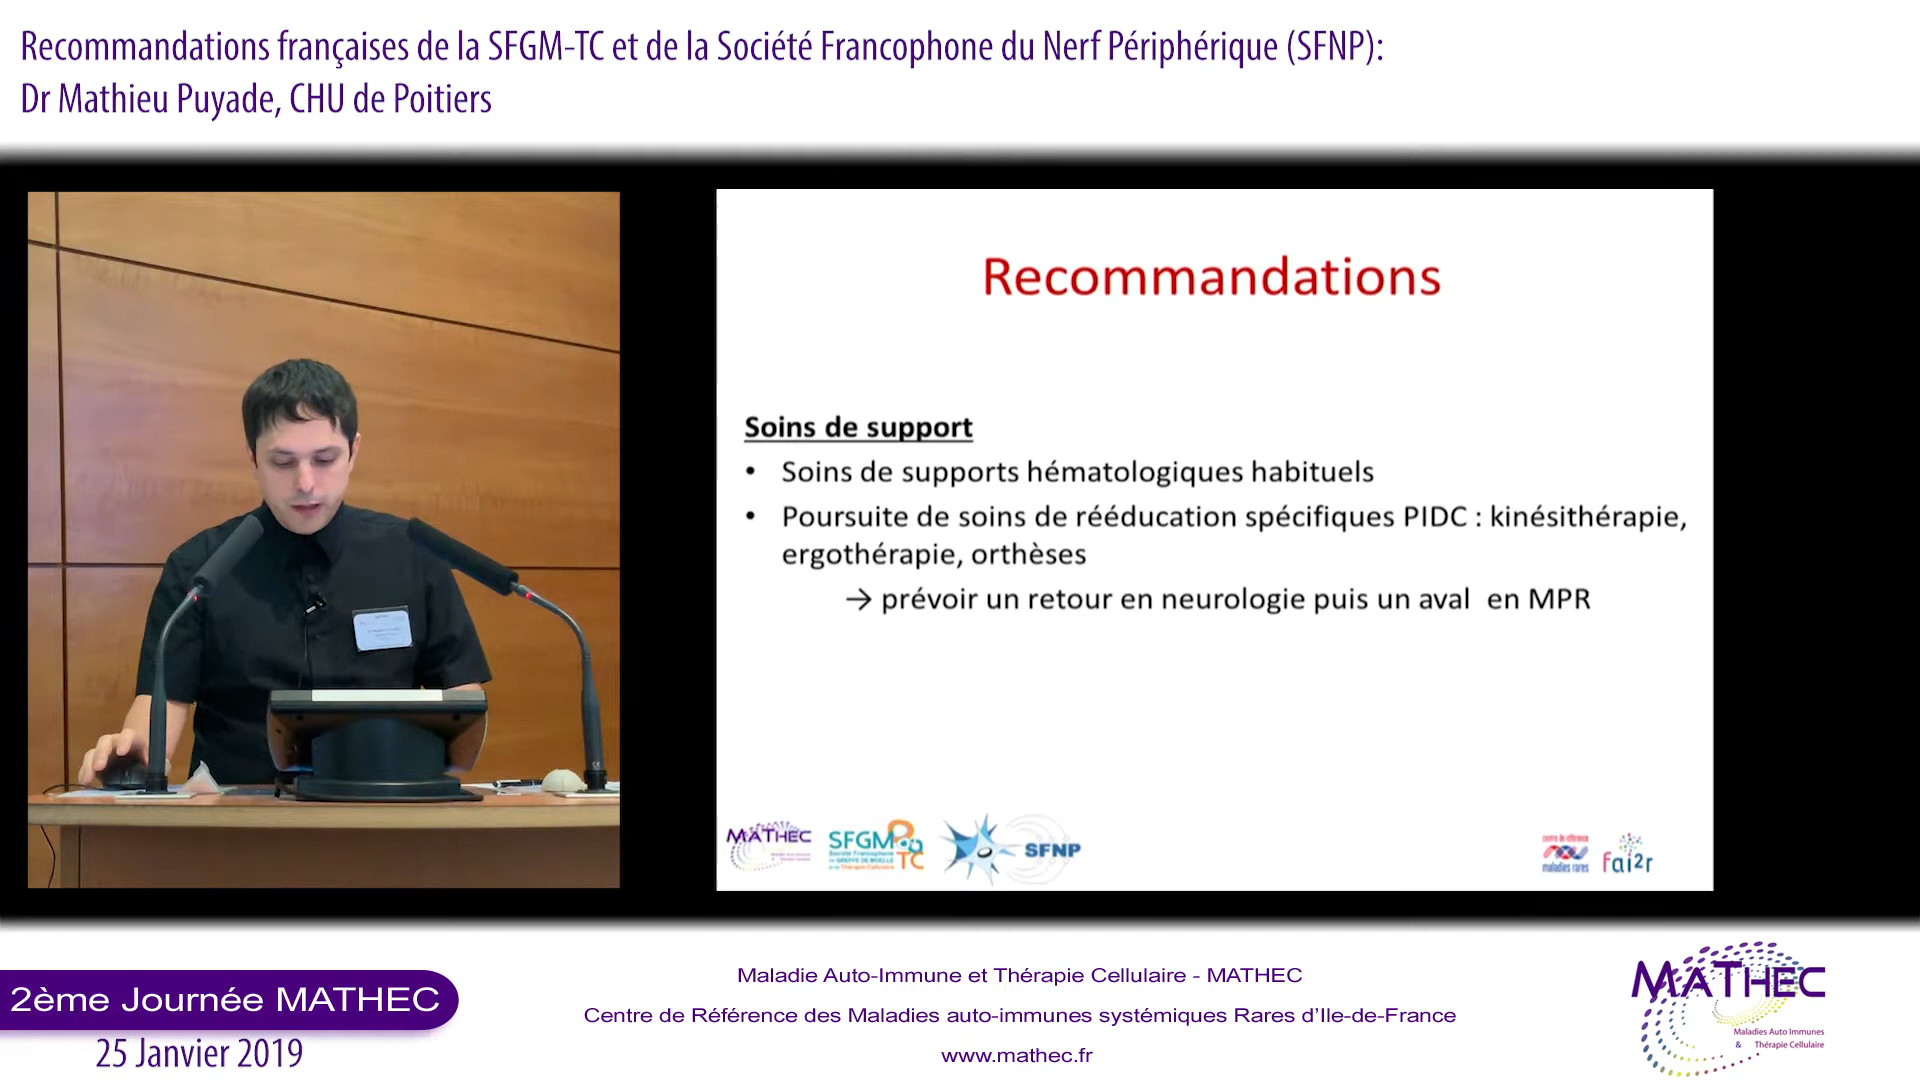 Recommandations françaises de la SFGM-TC et de la Société Francophone du Nerf Périphérique (SFNP):
Dr Mathieu Puyade, CHU de Poitiers
Recommandations
Soins de support
• Soins de supports hématologiques habituels
• Poursuite de soins de rééducation spécifiques PIDC : kinésithérapie,
ergothérapie, orthèses
→ prévoir un retour en neurologie puis un aval en MPR
MATHEC
SFGM
TC
SFNP
centre de référence
maladies rares
fai2r
2ème Journée MATHEC
25 Janvier 2019
Maladie Auto-Immune et Thérapie Cellulaire - MATHEC
Centre de Référence des Maladies auto-immunes systémiques Rares d’Ile-de-France
www.mathec.fr
MATHEC
Maladies Auto Immunes
& Thérapie Cellulaire